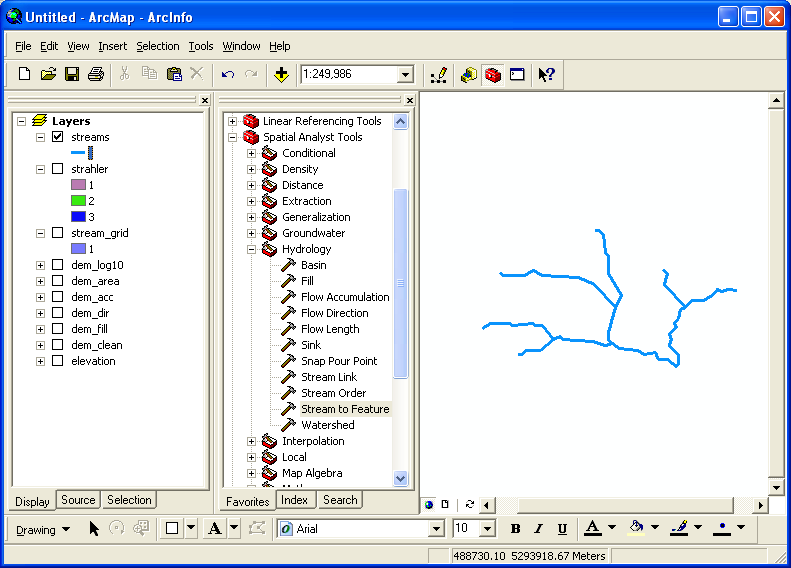 Untitled - ArcMap - ArcInfo
File Edit View Insert Selection Tools Window Help
1:249,986
Layers
streams
strahler
1
2
3
stream_grid
1
dem_log10
dem_area
dem_acc
dem_dir
dem_fill
dem_clean
elevation
Display Source Selection
Linear Referencing Tools
Spatial Analyst Tools
Conditional
Density
Distance
Extraction
Generalization
Groundwater
Hydrology
Basin
Fill
Flow Accumulation
Flow Direction
Flow Length
Sink
Snap Pour Point
Stream Link
Stream Order
Stream to Feature
Watershed
Interpolation
Local
Map Algebra
Favorites Index Search
Drawing A Arial 10 B I U A
488730.10 5293918.67 Meters